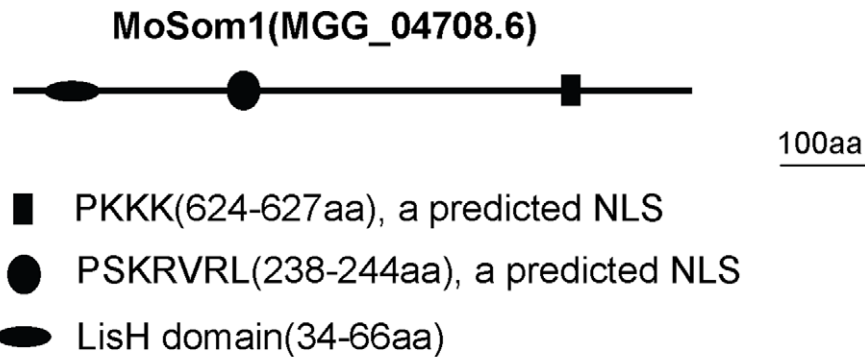 MoSom1(MGG_04708.6)
100aa
PKKK(624-627aa), a predicted NLS
PSKRVRL(238-244aa), a predicted NLS
LisH domain(34-66aa)